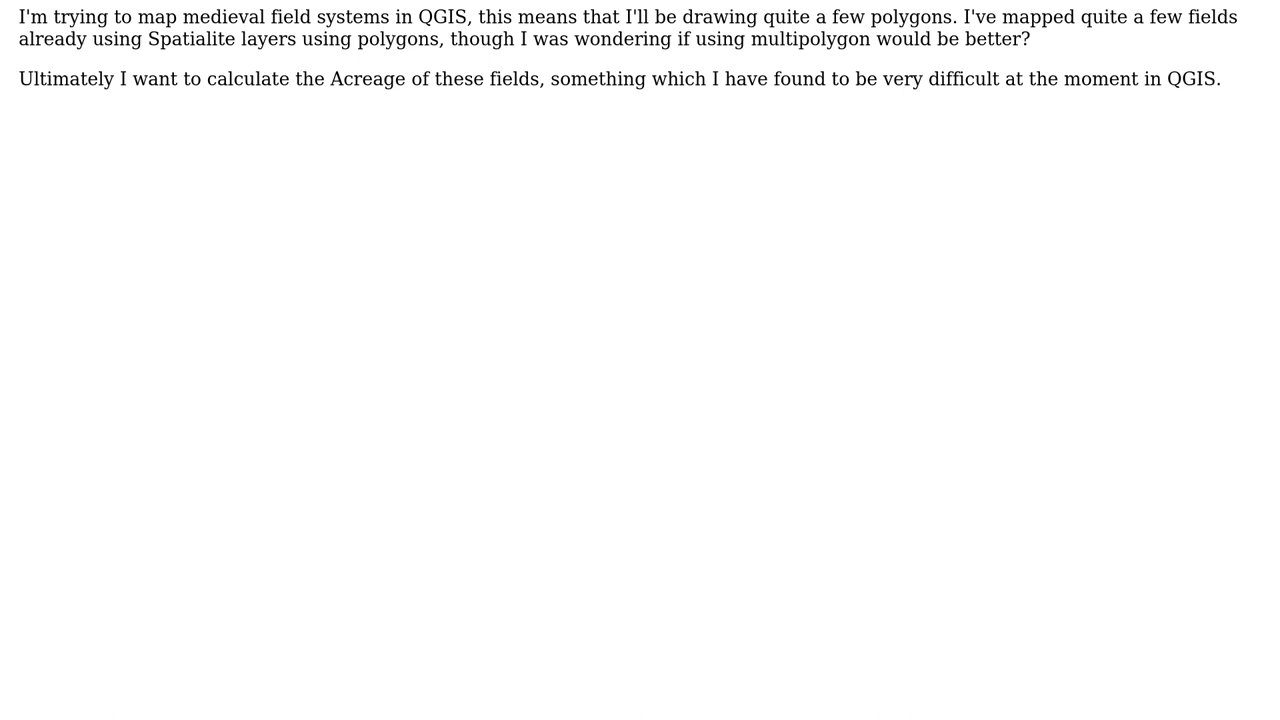 I'm trying to map medieval field systems in QGIS, this means that I'll be drawing quite a few polygons. I've mapped quite a few fields
already using Spatialite layers using polygons, though I was wondering if using multipolygon would be better?
Ultimately I want to calculate the Acreage of these fields, something which I have found to be very difficult at the moment in QGIS.